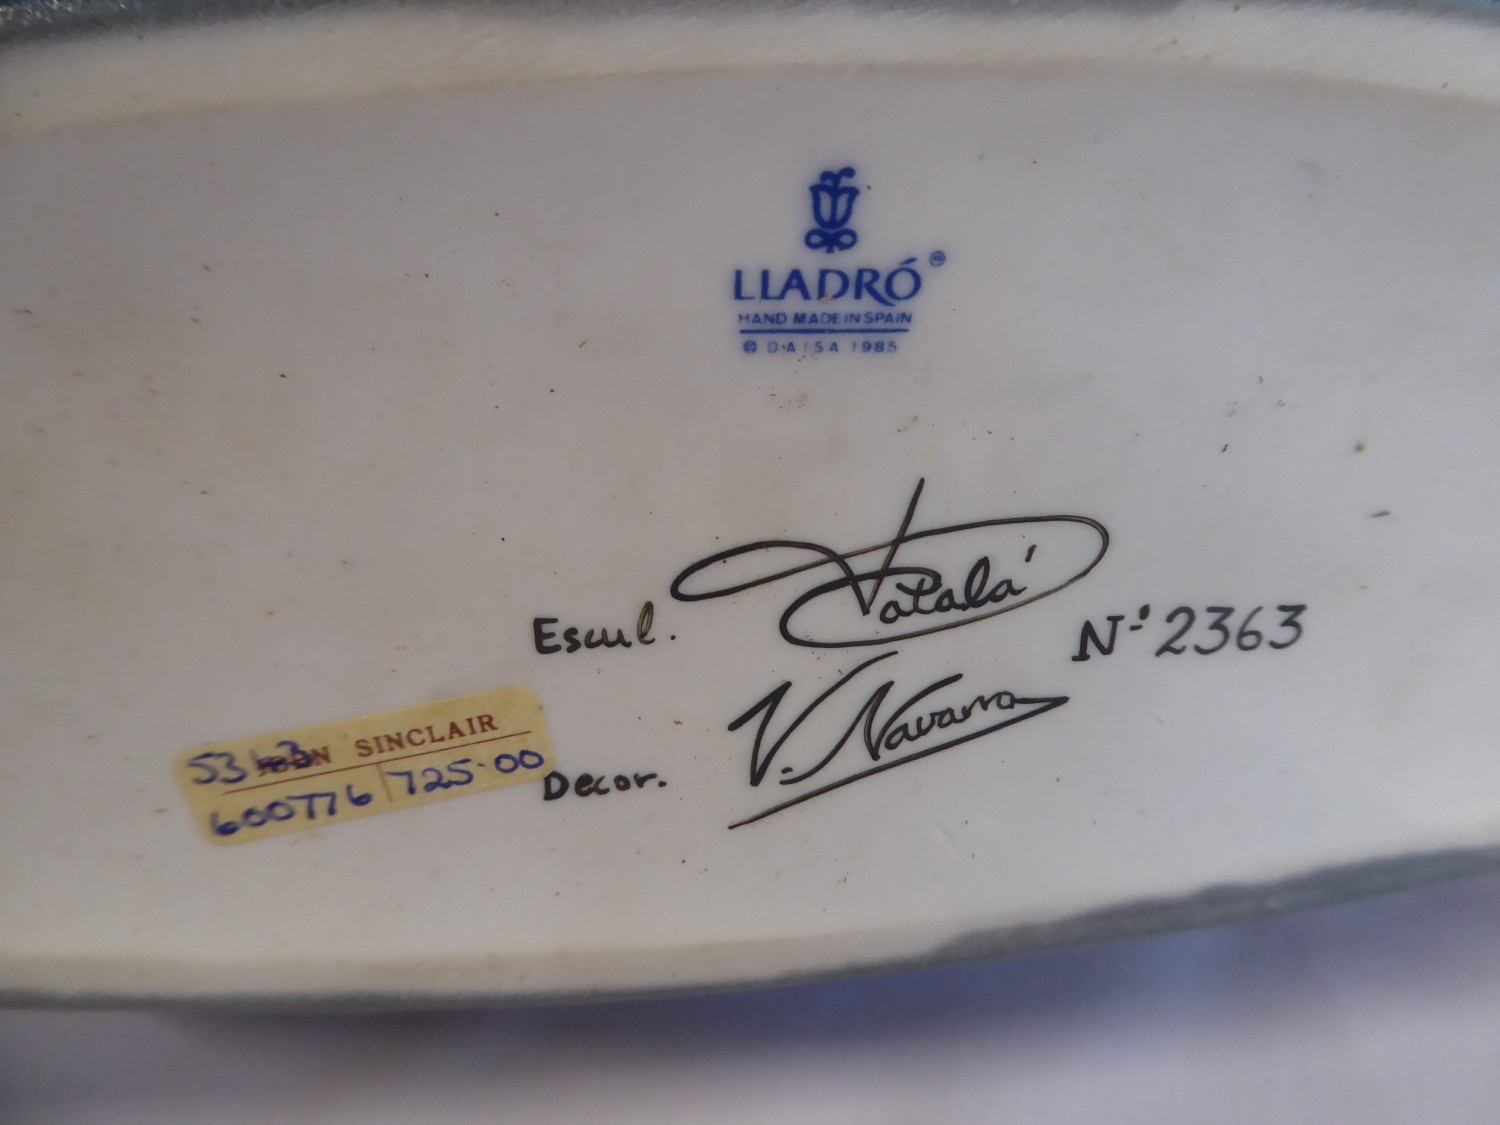 LLADRÓ ®
HAND MADE IN SPAIN
© D·A I S A 1985
Escul. Catalá
Nº 2363
Decor. V. Navarro
SINCLAIR
600776 725·00